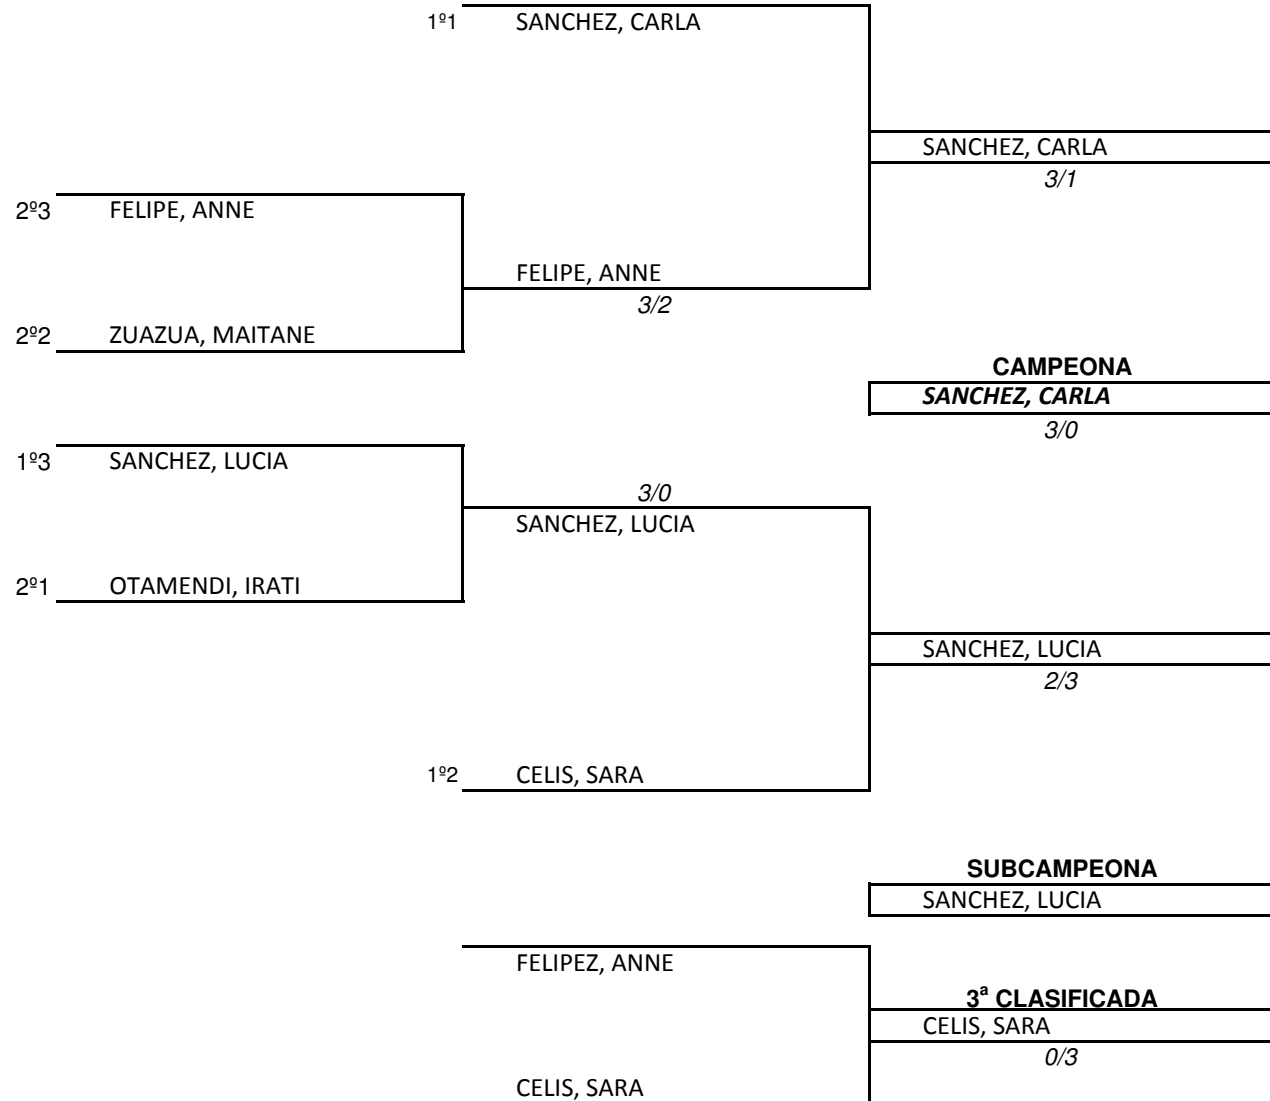 1º1 SANCHEZ, CARLA
SANCHEZ, CARLA
3/1
2º3 FELIPE, ANNE
FELIPE, ANNE
3/2
2º2 ZUAZUA, MAITANE
CAMPEONA
SANCHEZ, CARLA
3/0
1º3 SANCHEZ, LUCIA
3/0
SANCHEZ, LUCIA
2º1 OTAMENDI, IRATI
SANCHEZ, LUCIA
2/3
1º2 CELIS, SARA
SUBCAMPEONA
SANCHEZ, LUCIA
FELIPEZ, ANNE
3ª CLASIFICADA
CELIS, SARA
0/3
CELIS, SARA